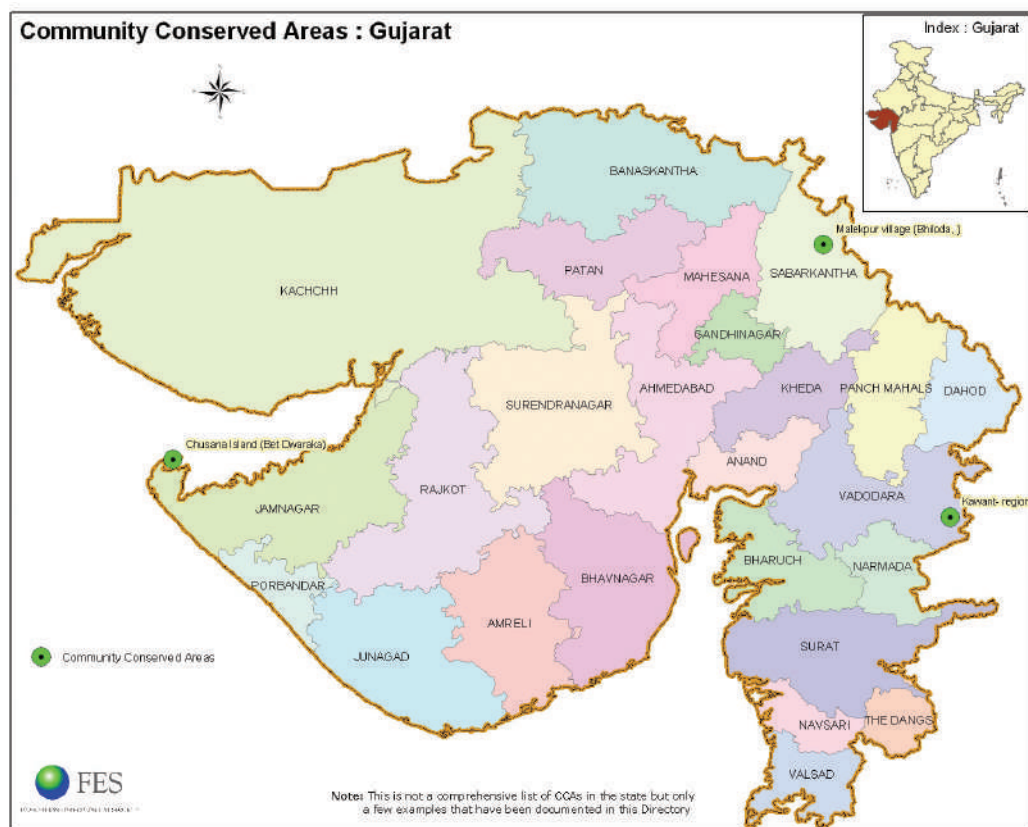 Community Conserved Areas : Gujarat
Index : Gujarat
BANASKANTHA
Malekpur village (Bhiloda, )
PATAN
MAHESANA
SABARKANTHA
KACHCHH
GANDHINAGAR
AHMEDABAD
KHEDA
PANCH MAHALS
DAHOD
SURENDRANAGAR
Chusana Island (Bet Dwaraka)
ANAND
RAJKOT
VADODARA
Kawant- region
JAMNAGAR
BHARUCH
NARMADA
PORBANDAR
BHAVNAGAR
AMRELI
SURAT
JUNAGAD
Community Conserved Areas
NAVSARI
THE DANGS
VALSAD
FES
Note: This is not a comprehensive list of CCAs in the state but only
a few examples that have been documented in this Directory